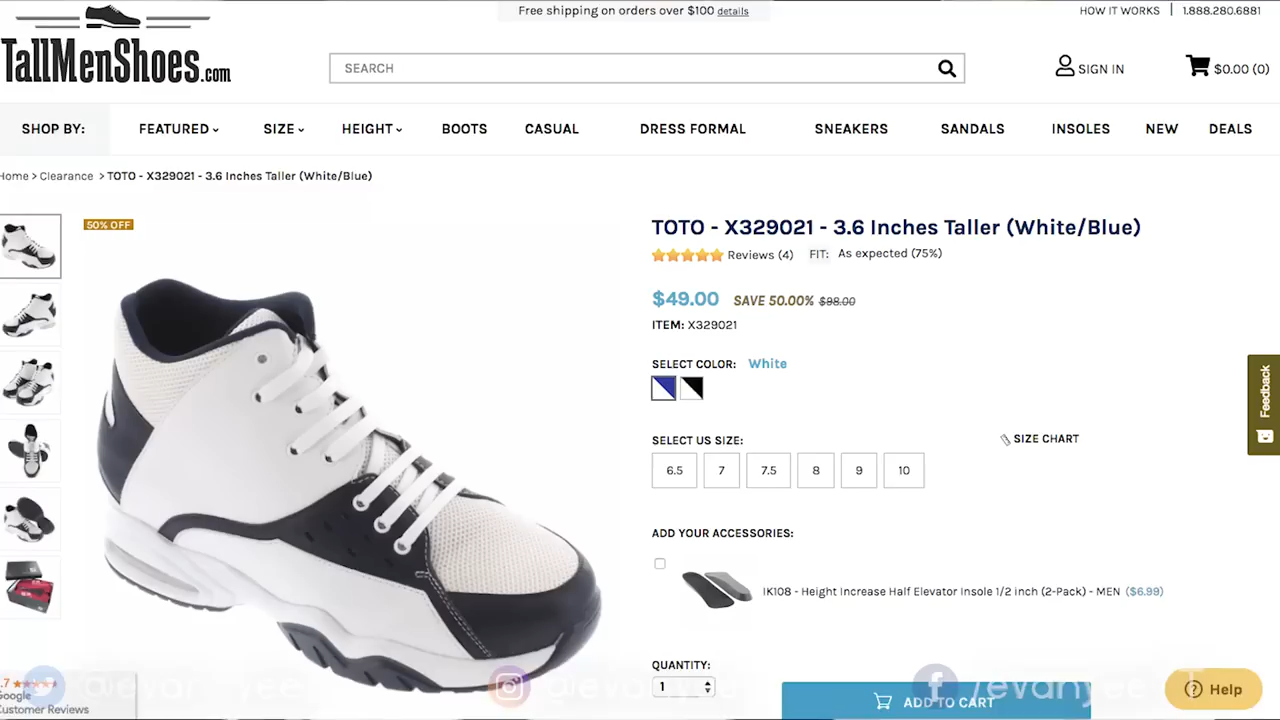 Free shipping on orders over $100 details
HOW IT WORKS | 1.888.280.6881
TallMenShoes.com
SEARCH
SIGN IN
$0.00 (0)
SHOP BY:
FEATURED
SIZE
HEIGHT
BOOTS
CASUAL
DRESS FORMAL
SNEAKERS
SANDALS
INSOLES
NEW
DEALS
Home > Clearance > TOTO - X329021 - 3.6 Inches Taller (White/Blue)
50% OFF
TOTO - X329021 - 3.6 Inches Taller (White/Blue)
Reviews (4) FIT: As expected (75%)
$49.00 SAVE 50.00% $98.00
ITEM: X329021
SELECT COLOR: White
Feedback
SELECT US SIZE:
SIZE CHART
6.5 7 7.5 8 9 10
ADD YOUR ACCESSORIES:
IK108 - Height Increase Half Elevator Insole 1/2 inch (2-Pack) - MEN ($6.99)
QUANTITY:
1
ADD TO CART
Help
.7
Google
Customer Reviews